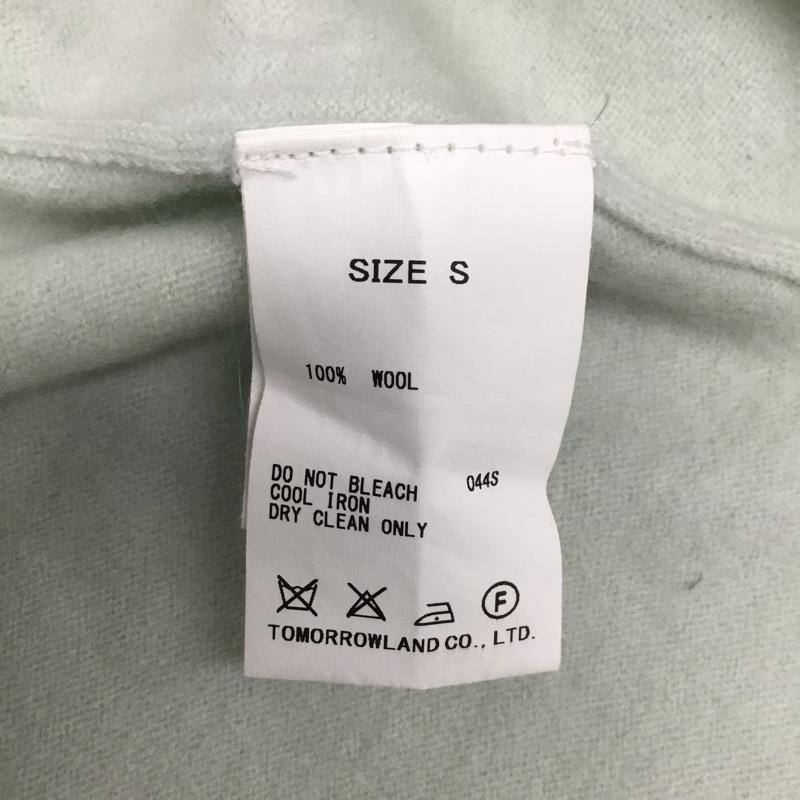 SIZE S
100% WOOL
DO NOT BLEACH 044S
COOL IRON
DRY CLEAN ONLY
F
TOMORROWLAND CO., LTD.